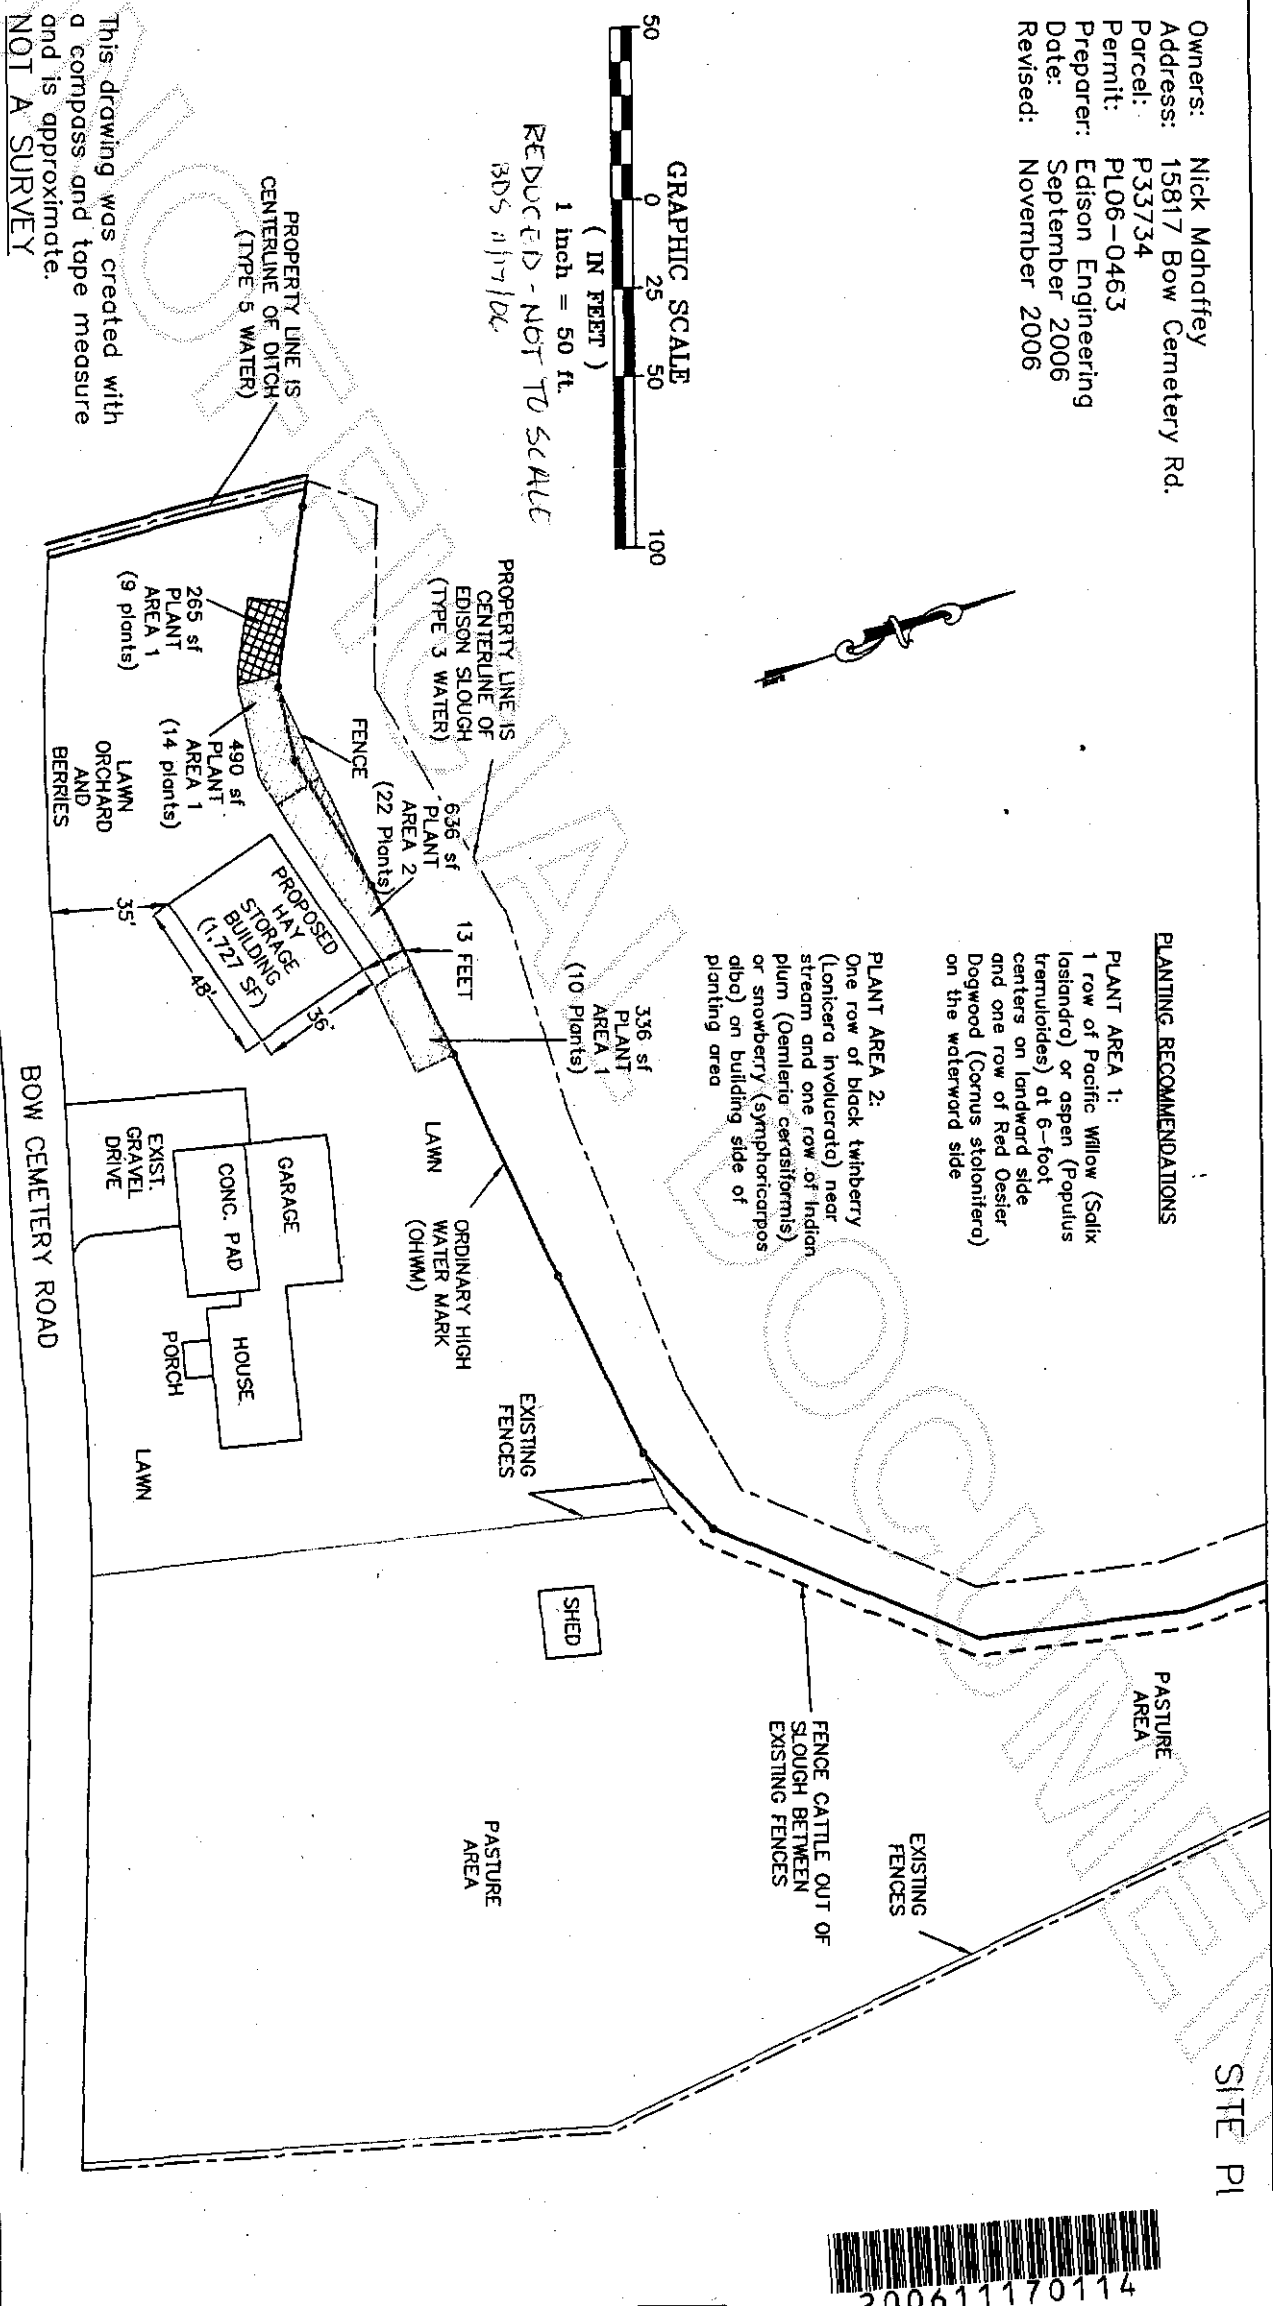 Owners: Nick Mahaffey
Address: 15817 Bow Cemetery Rd.
Parcel: P33734
Permit: PL06-0463
Preparer: Edison Engineering
Date: September 2006
Revised: November 2006
SITE Pl
PLANTING RECOMMENDATIONS
PLANT AREA 1:
1 row of Pacific Willow (Salix
lasiandra) or aspen (Populus
tremuloides) at 6-foot
centers on landward side
and one row of Red Oesier
Dogwood (Cornus stolonifera)
on the waterward side
PLANT AREA 2:
One row of black twinberry
(Lonicera involucrata) near
stream and one row of Indian
plum (Oemleria cerasiformis)
or snowberry (symphoricarpos
alba) on building side of
planting area
GRAPHIC SCALE
50 0 25 50 100
( IN FEET )
1 inch = 50 ft.
REDUCED - NOT TO SCALE
BDS 11/17/06
PASTURE
AREA
EXISTING
FENCES
FENCE CATTLE OUT OF
SLOUGH BETWEEN
EXISTING FENCES
PROPERTY LINE IS
CENTERLINE OF
EDISON SLOUGH
(TYPE 3 WATER)
336 sf
PLANT
AREA 1
(10 Plants)
13 FEET
636 sf
PLANT
AREA 2
(22 Plants)
FENCE
EXISTING
FENCES
ORDINARY HIGH
WATER MARK
(OHWM)
LAWN
SHED
PASTURE
AREA
PROPERTY LINE IS
CENTERLINE OF DITCH
(TYPE 5 WATER)
265 sf
PLANT
AREA 1
(9 plants)
490 sf
PLANT
AREA 1
(14 plants)
PROPOSED
HAY
STORAGE
BUILDING
(1,727 SF)
36'
48'
35'
LAWN
ORCHARD
AND
BERRIES
GARAGE
CONC. PAD
HOUSE
PORCH
EXIST.
GRAVEL
DRIVE
LAWN
BOW CEMETERY ROAD
This drawing was created with
a compass and tape measure
and is approximate.
NOT A SURVEY
200611170114
UNOFFICIAL DOCUMEN